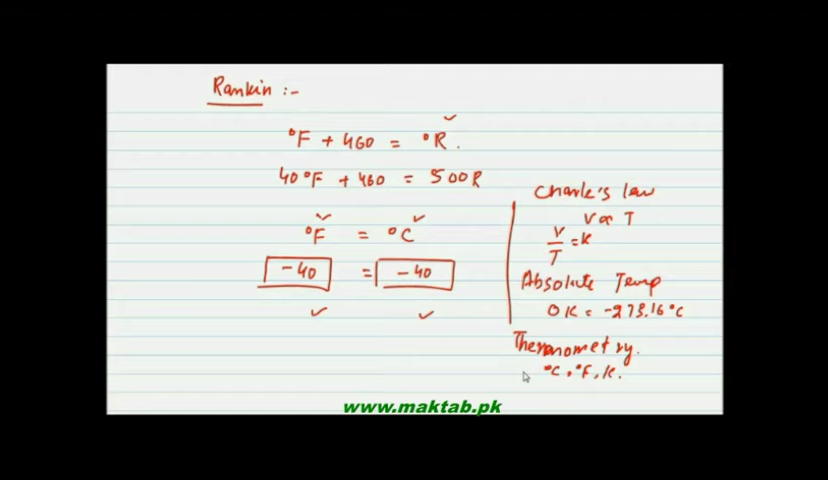 Rankin :-
°F + 460 = °R.
40°F + 460 = 500R
°F = °C
-40 = -40
Charle's law
V ∝ T
V/T = K
Absolute Temp
0K = -273.16°C
Thermometry.
°C, °F, K.
www.maktab.pk